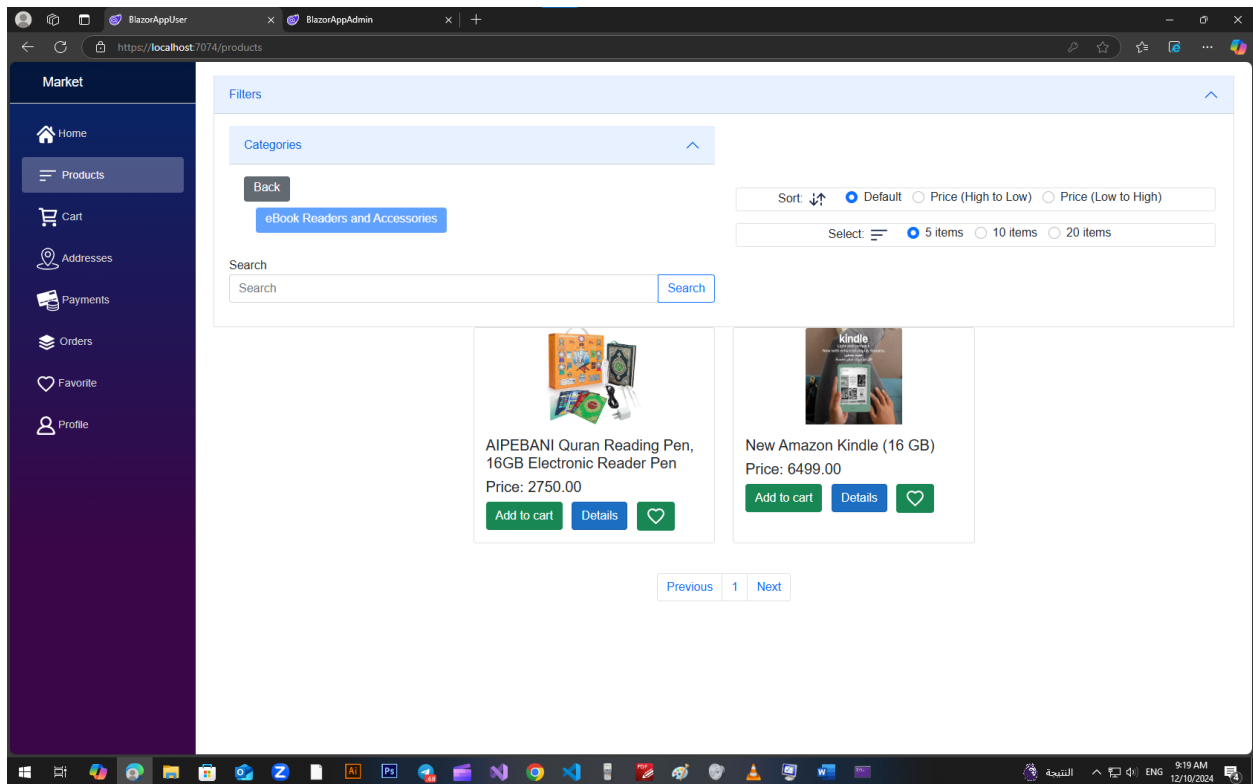 BlazorAppUser
BlazorAppAdmin
https://localhost:7074/products
Market
Home
Products
Cart
Addresses
Payments
Orders
Favorite
Profile
Filters
Categories
Back
eBook Readers and Accessories
Search
Search
Search
Sort:
Default
Price (High to Low)
Price (Low to High)
Select:
5 items
10 items
20 items
kindle
AIPEBANI Quran Reading Pen,
16GB Electronic Reader Pen
Price: 2750.00
Add to cart
Details
New Amazon Kindle (16 GB)
Price: 6499.00
Add to cart
Details
Previous
1
Next
Ai
Ps
النتيجة
ENG
9:19 AM
12/10/2024